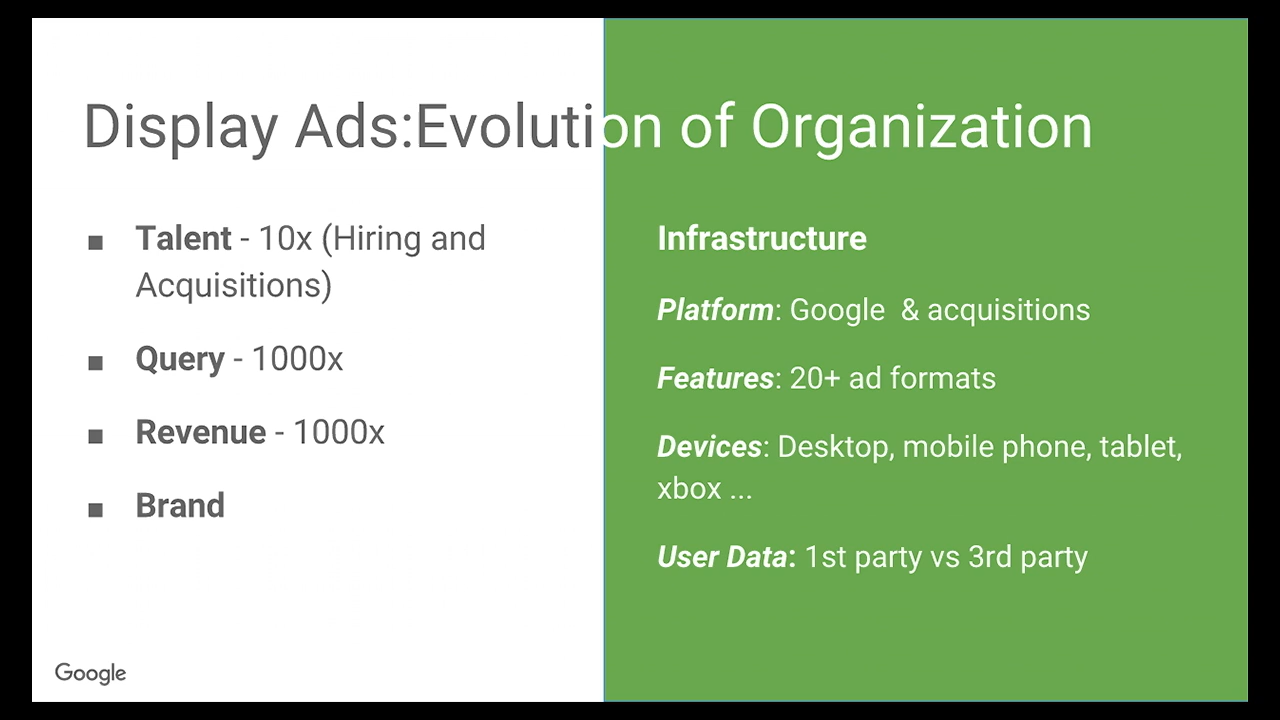 Display Ads:Evolution of Organization
■ Talent - 10x (Hiring and
Acquisitions)
■ Query - 1000x
■ Revenue - 1000x
■ Brand
Infrastructure
Platform: Google & acquisitions
Features: 20+ ad formats
Devices: Desktop, mobile phone, tablet,
xbox ...
User Data: 1st party vs 3rd party
Google